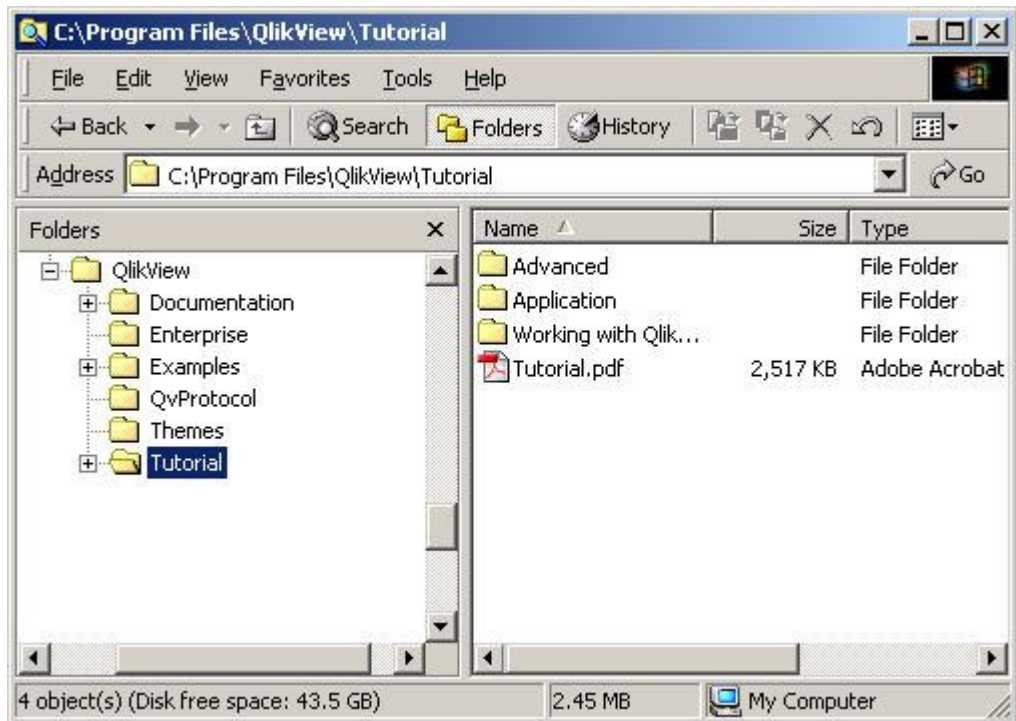 C:\Program Files\QlikView\Tutorial
File Edit View Favorites Tools Help
Back Search Folders History
Address C:\Program Files\QlikView\Tutorial Go
Folders
QlikView
Documentation
Enterprise
Examples
QvProtocol
Themes
Tutorial
Name Size Type
Advanced File Folder
Application File Folder
Working with Qlik... File Folder
Tutorial.pdf 2,517 KB Adobe Acrobat
4 object(s) (Disk free space: 43.5 GB) 2.45 MB My Computer